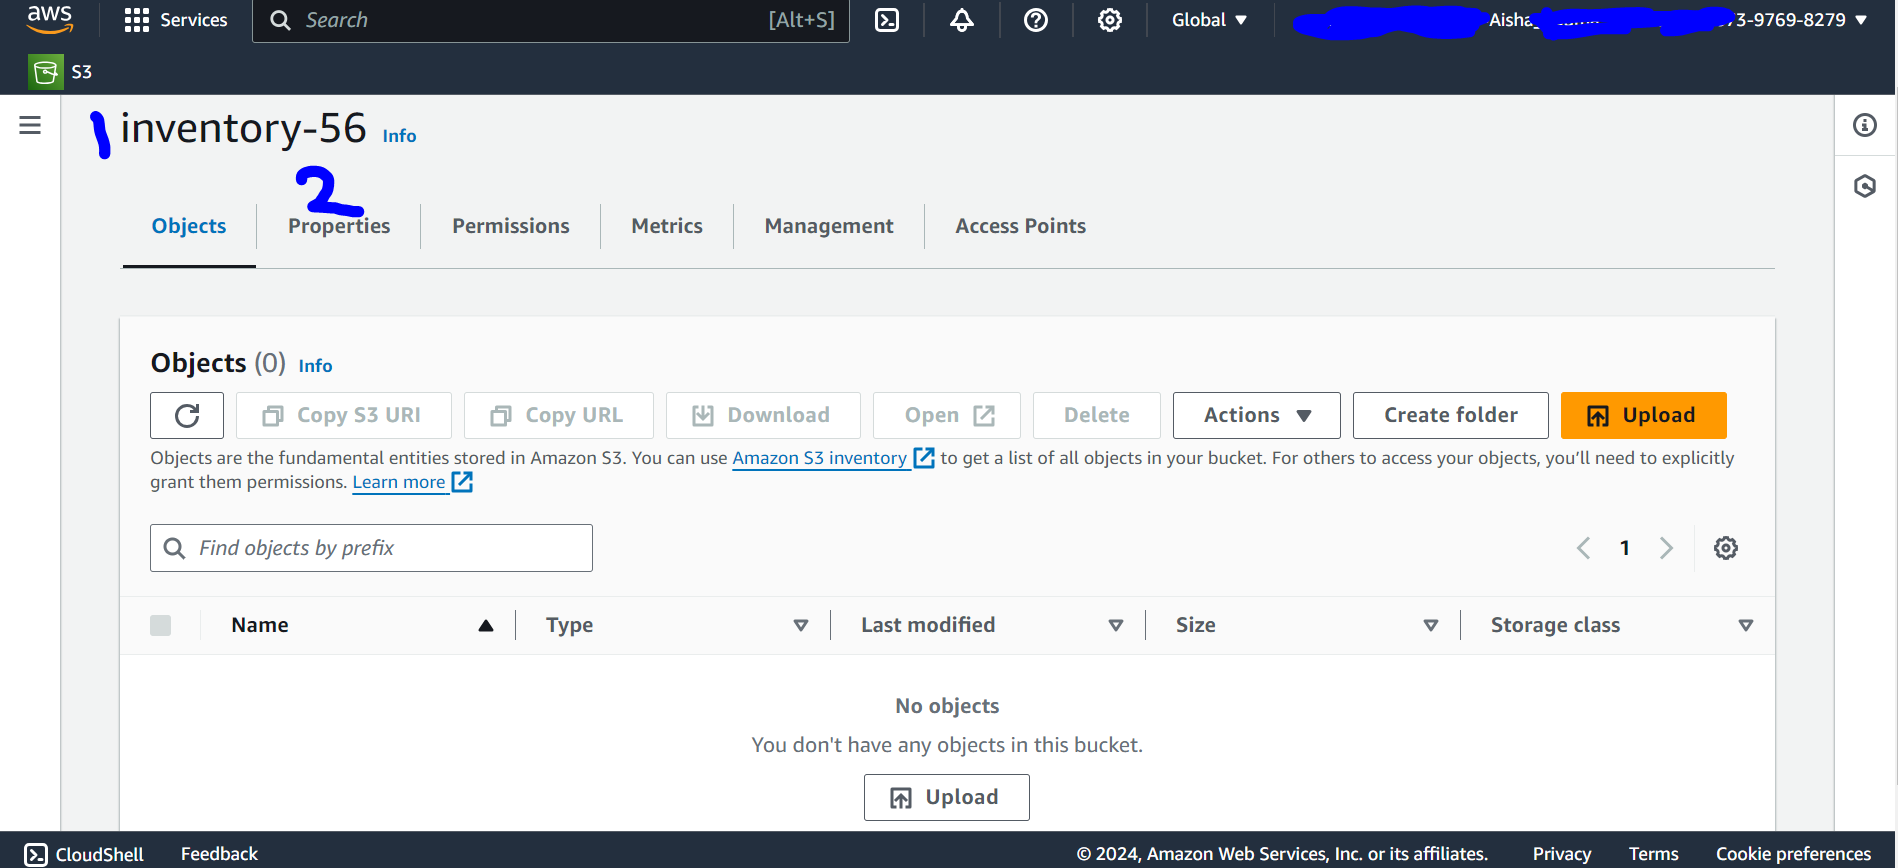 aws Services Search [Alt+S] Global 73-9769-8279
S3
1 inventory-56 Info
2
Objects Properties Permissions Metrics Management Access Points
Objects (0) Info
Copy S3 URI Copy URL Download Open Delete Actions Create folder Upload
Objects are the fundamental entities stored in Amazon S3. You can use Amazon S3 inventory to get a list of all objects in your bucket. For others to access your objects, you’ll need to explicitly
grant them permissions. Learn more
Find objects by prefix 1
Name Type Last modified Size Storage class
No objects
You don't have any objects in this bucket.
Upload
CloudShell Feedback © 2024, Amazon Web Services, Inc. or its affiliates. Privacy Terms Cookie preferences